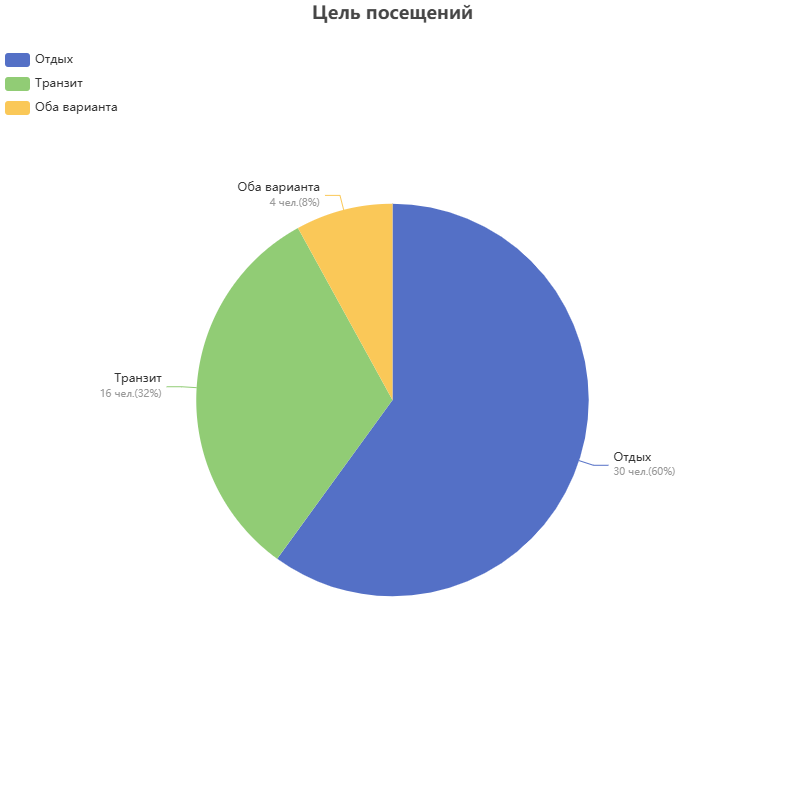 Цель посещений
Отдых
Транзит
Оба варианта
Оба варианта
4 чел.(8%)
Транзит
16 чел.(32%)
Отдых
30 чел.(60%)